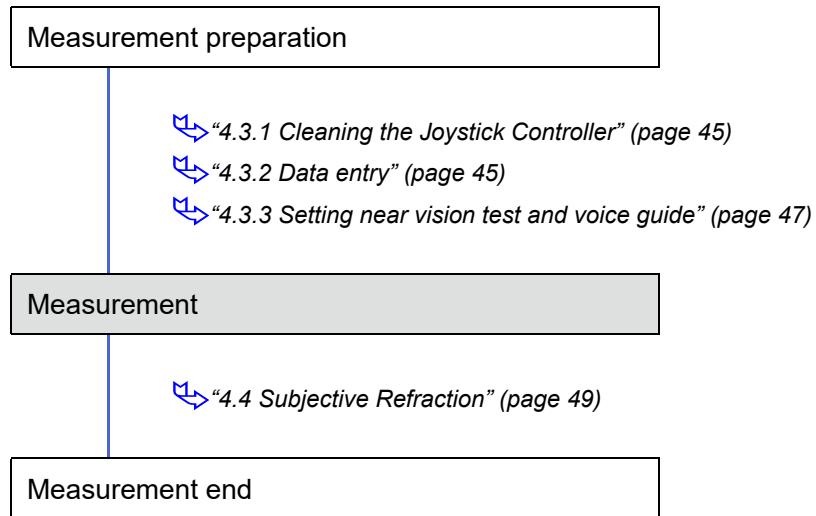 Measurement preparation
“4.3.1 Cleaning the Joystick Controller” (page 45)
“4.3.2 Data entry” (page 45)
“4.3.3 Setting near vision test and voice guide” (page 47)
Measurement
“4.4 Subjective Refraction” (page 49)
Measurement end